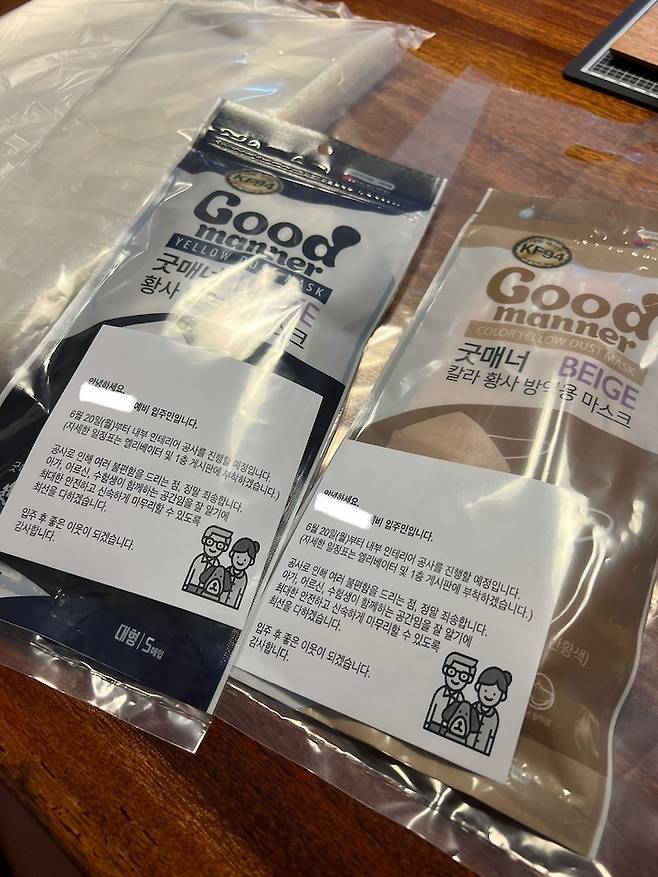 KF94
Good
manner
YELLOW DUST MASK
굿매너
황사
마스크
안녕하세요.
예비 입주민입니다.
6월 20일(월)부터 내부 인테리어 공사를 진행할 예정입니다.
(자세한 일정표는 엘리베이터 및 1층 게시판에 부착하겠습니다.)
공사로 인해 여러 불편함을 드리는 점, 정말 죄송합니다.
아가, 어르신, 수험생이 함께하는 공간임을 잘 알기에
최대한 안전하고 신속하게 마무리할 수 있도록
최선을 다하겠습니다.
입주 후 좋은 이웃이 되겠습니다.
감사합니다.
대형 5매입
KF94
Good
manner
COLOR YELLOW DUST MASK
굿매너 BEIGE
칼라 황사 방역용 마스크
안녕하세요.
예비 입주민입니다.
6월 20일(월)부터 내부 인테리어 공사를 진행할 예정입니다.
(자세한 일정표는 엘리베이터 및 1층 게시판에 부착하겠습니다.)
공사로 인해 여러 불편함을 드리는 점, 정말 죄송합니다.
아가, 어르신, 수험생이 함께하는 공간임을 잘 알기에
최대한 안전하고 신속하게 마무리할 수 있도록
최선을 다하겠습니다.
입주 후 좋은 이웃이 되겠습니다.
감사합니다.